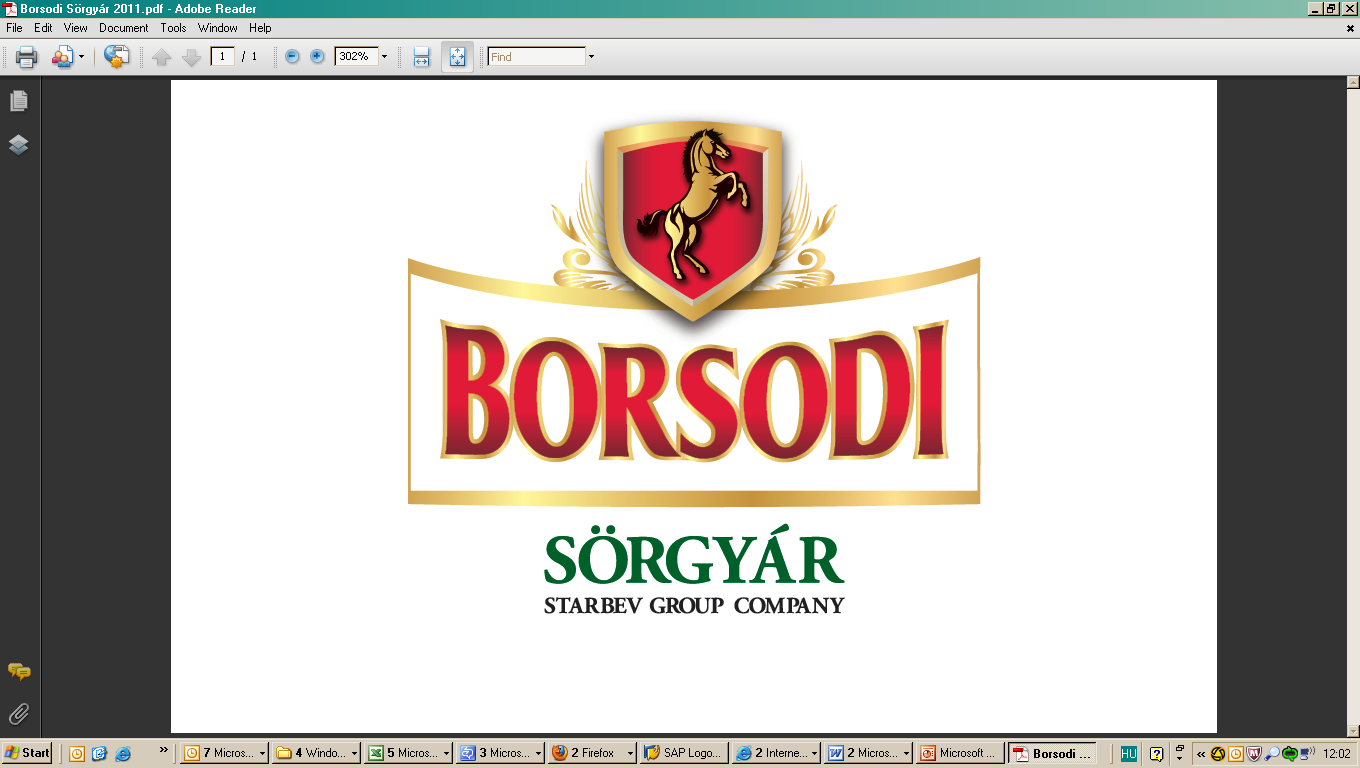 Borsodi Sörgyár 2011.pdf - Adobe Reader
File Edit View Document Tools Window Help
1 / 1 302% Find
BORSODI
SÖRGYÁR
STARBEV GROUP COMPANY
Start » 7 Micros... 4 Windo... 5 Micros... 3 Micros... 2 Firefox SAP Logo... 2 Interne... 2 Micros... Microsoft ... Borsodi ... HU « 12:02